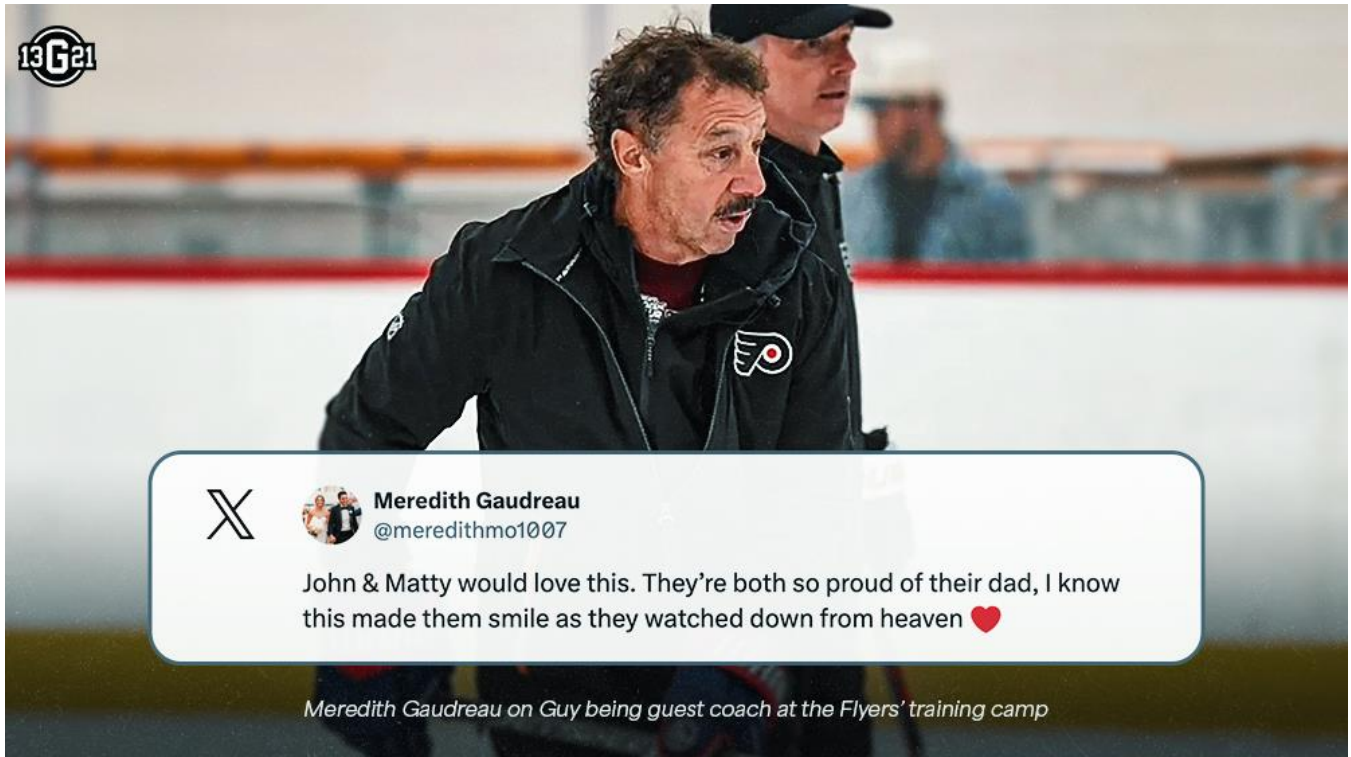 13G21
Meredith Gaudreau
@meredithmo1007
John & Matty would love this. They’re both so proud of their dad, I know
this made them smile as they watched down from heaven ❤️
Meredith Gaudreau on Guy being guest coach at the Flyers’ training camp